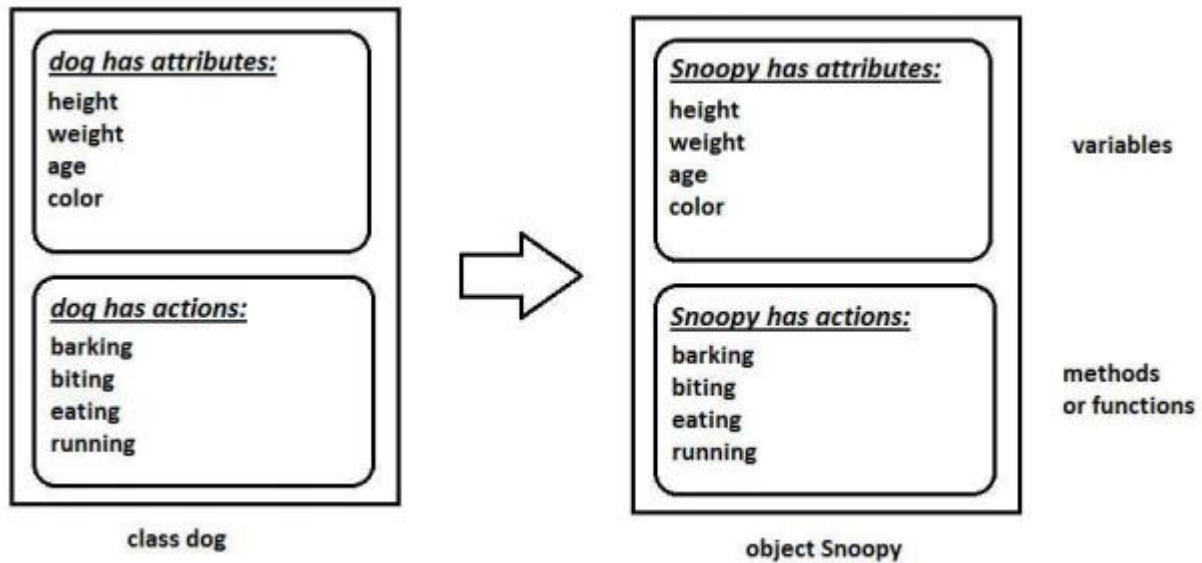 dog has attributes:
height
weight
age
color
dog has actions:
barking
biting
eating
running
class dog
Snoopy has attributes:
height
weight
age
color
variables
Snoopy has actions:
barking
biting
eating
running
methods
or functions
object Snoopy